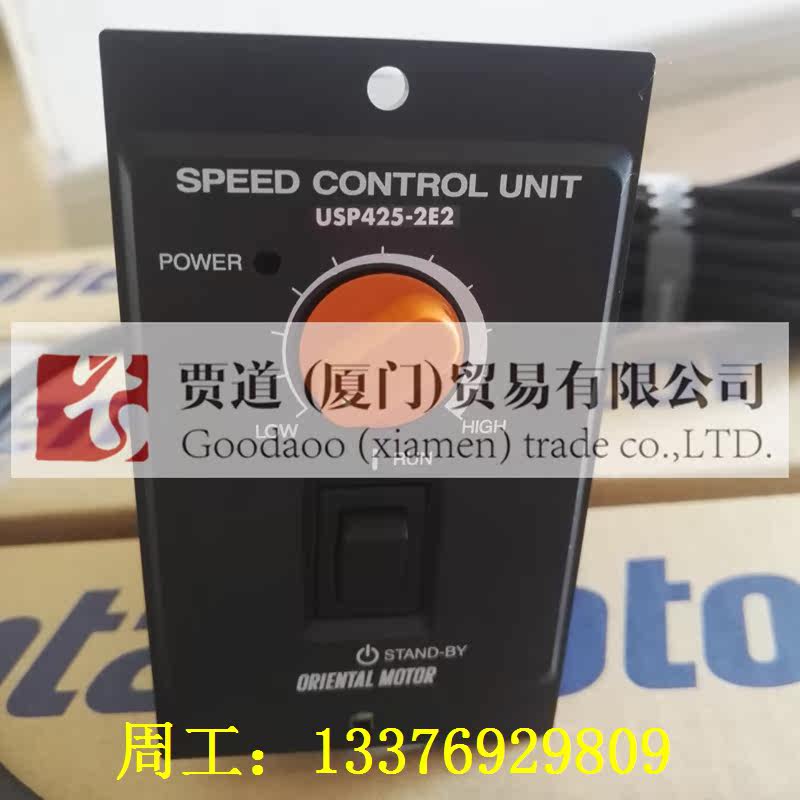 SPEED CONTROL UNIT
USP425-2E2
POWER
贾道(厦门)贸易有限公司
Goodaoo (xiamen) trade co.,LTD.
LOW
HIGH
RUN
STAND-BY
ORIENTAL MOTOR
周工：13376929809